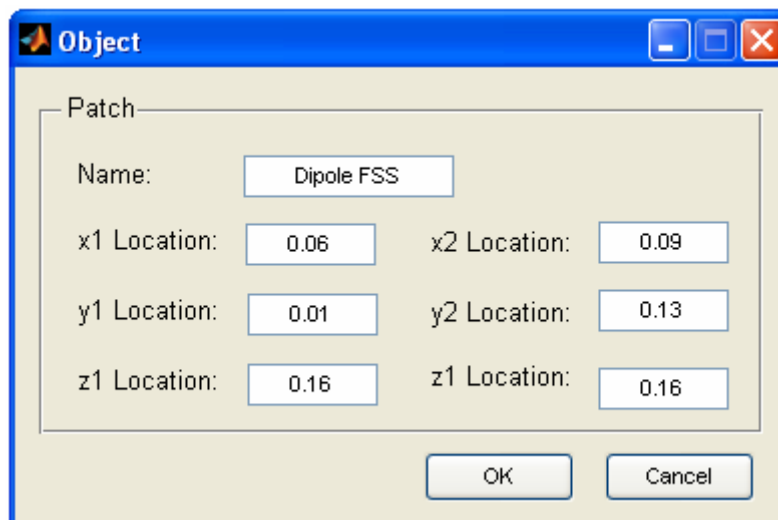 Object
Patch
Name: Dipole FSS
x1 Location: 0.06 x2 Location: 0.09
y1 Location: 0.01 y2 Location: 0.13
z1 Location: 0.16 z1 Location: 0.16
OK Cancel